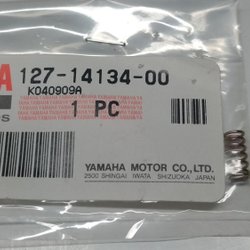 A 127-14134-00
K040909A
1 PC
YAMAHA MOTOR CO., LTD.
2500 SHINGAI IWATA SHIZUOKA JAPAN